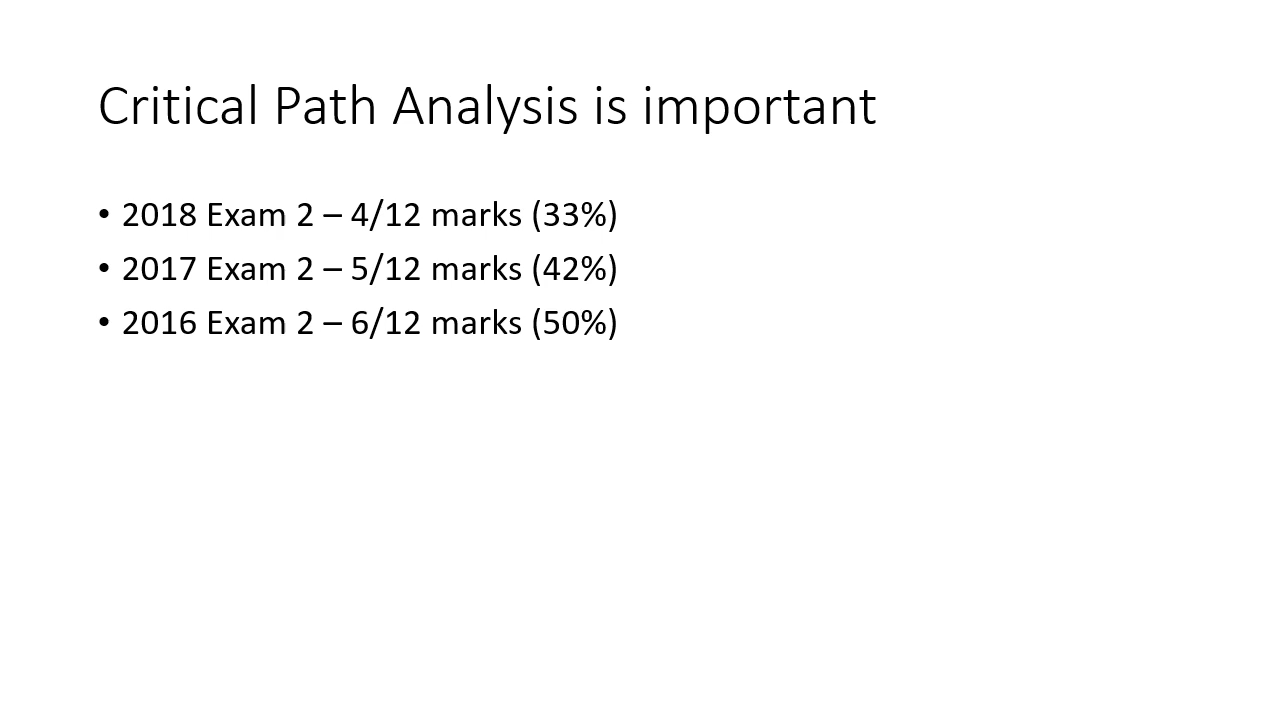 Critical Path Analysis is important
• 2018 Exam 2 – 4/12 marks (33%)
• 2017 Exam 2 – 5/12 marks (42%)
• 2016 Exam 2 – 6/12 marks (50%)